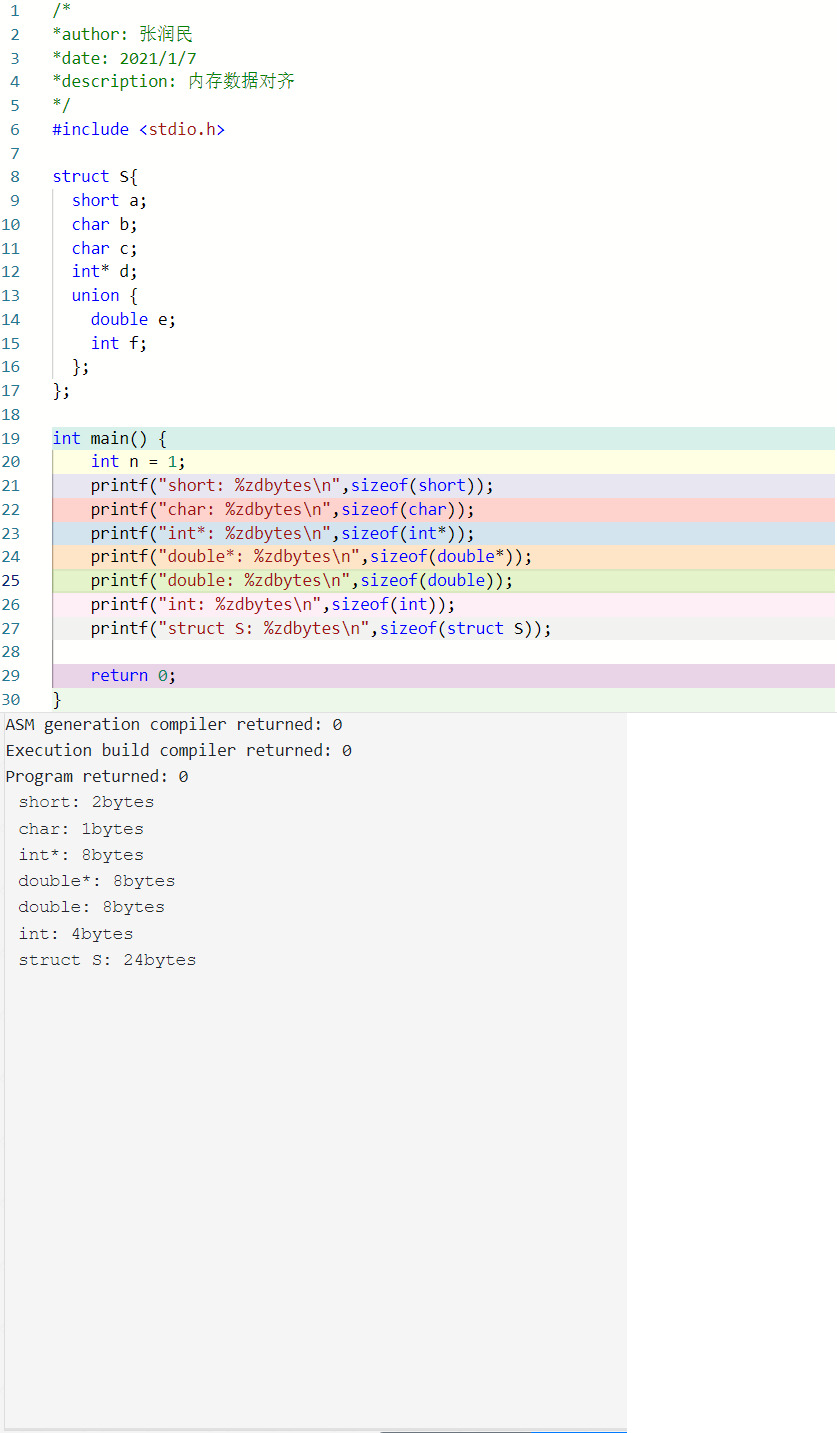 1 /*
2 *author: 张润民
3 *date: 2021/1/7
4 *description: 内存数据对齐
5 */
6 #include <stdio.h>
7
8 struct S{
9 short a;
10 char b;
11 char c;
12 int* d;
13 union {
14 double e;
15 int f;
16 };
17 };
18
19 int main() {
20 int n = 1;
21 printf("short: %zdbytes\n",sizeof(short));
22 printf("char: %zdbytes\n",sizeof(char));
23 printf("int*: %zdbytes\n",sizeof(int*));
24 printf("double*: %zdbytes\n",sizeof(double*));
25 printf("double: %zdbytes\n",sizeof(double));
26 printf("int: %zdbytes\n",sizeof(int));
27 printf("struct S: %zdbytes\n",sizeof(struct S));
28
29 return 0;
30 }
ASM generation compiler returned: 0
Execution build compiler returned: 0
Program returned: 0
short: 2bytes
char: 1bytes
int*: 8bytes
double*: 8bytes
double: 8bytes
int: 4bytes
struct S: 24bytes